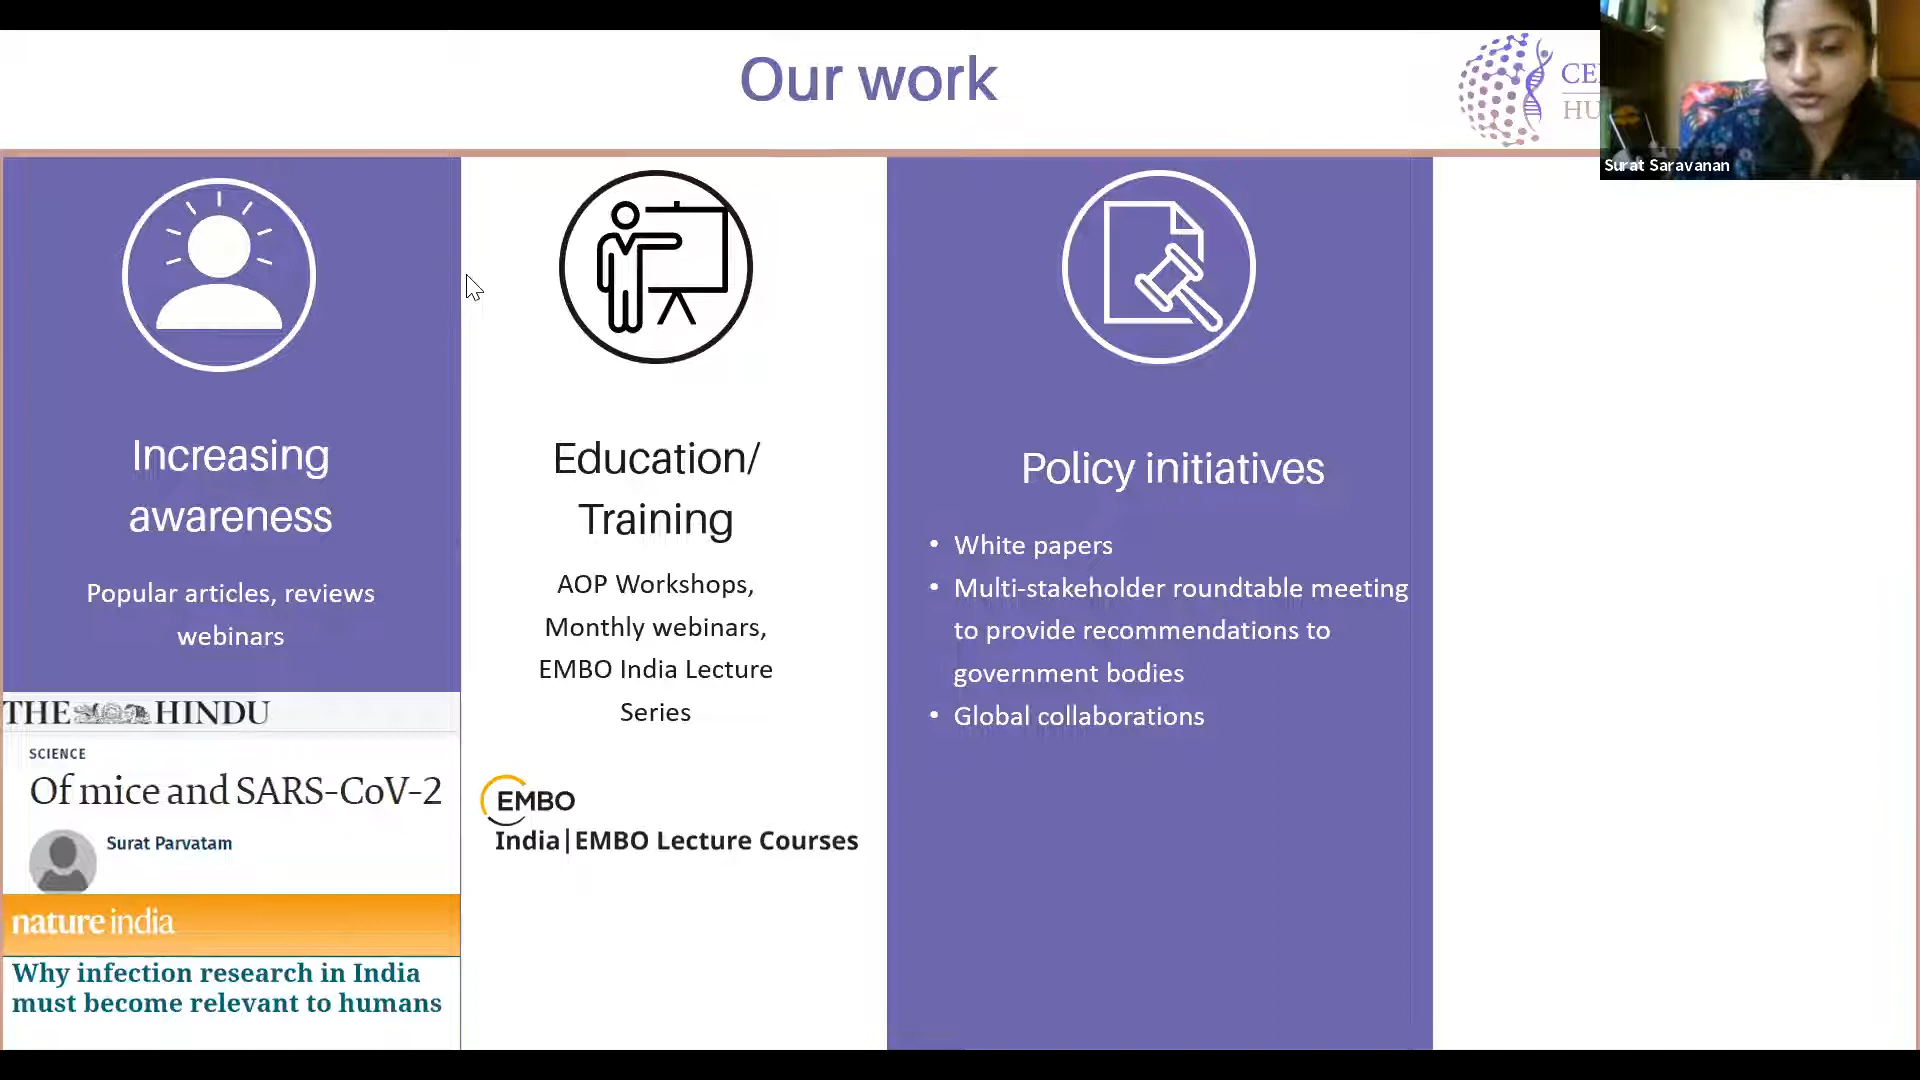 Our work
Surat Saravanan
Increasing
awareness
Popular articles, reviews
webinars
THE HINDU
SCIENCE
Of mice and SARS-CoV-2
Surat Parvatam
nature india
Why infection research in India
must become relevant to humans
Education/
Training
AOP Workshops,
Monthly webinars,
EMBO India Lecture
Series
EMBO
India|EMBO Lecture Courses
Policy initiatives
• White papers
• Multi-stakeholder roundtable meeting
to provide recommendations to
government bodies
• Global collaborations